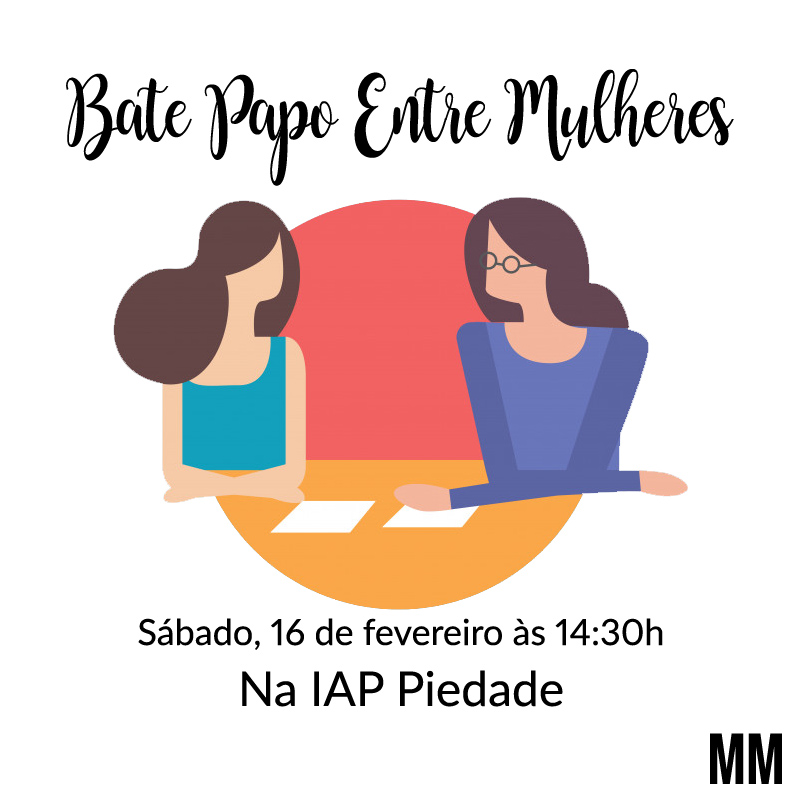 Bate Papo Entre Mulheres
Sábado, 16 de fevereiro às 14:30h
Na IAP Piedade
MM